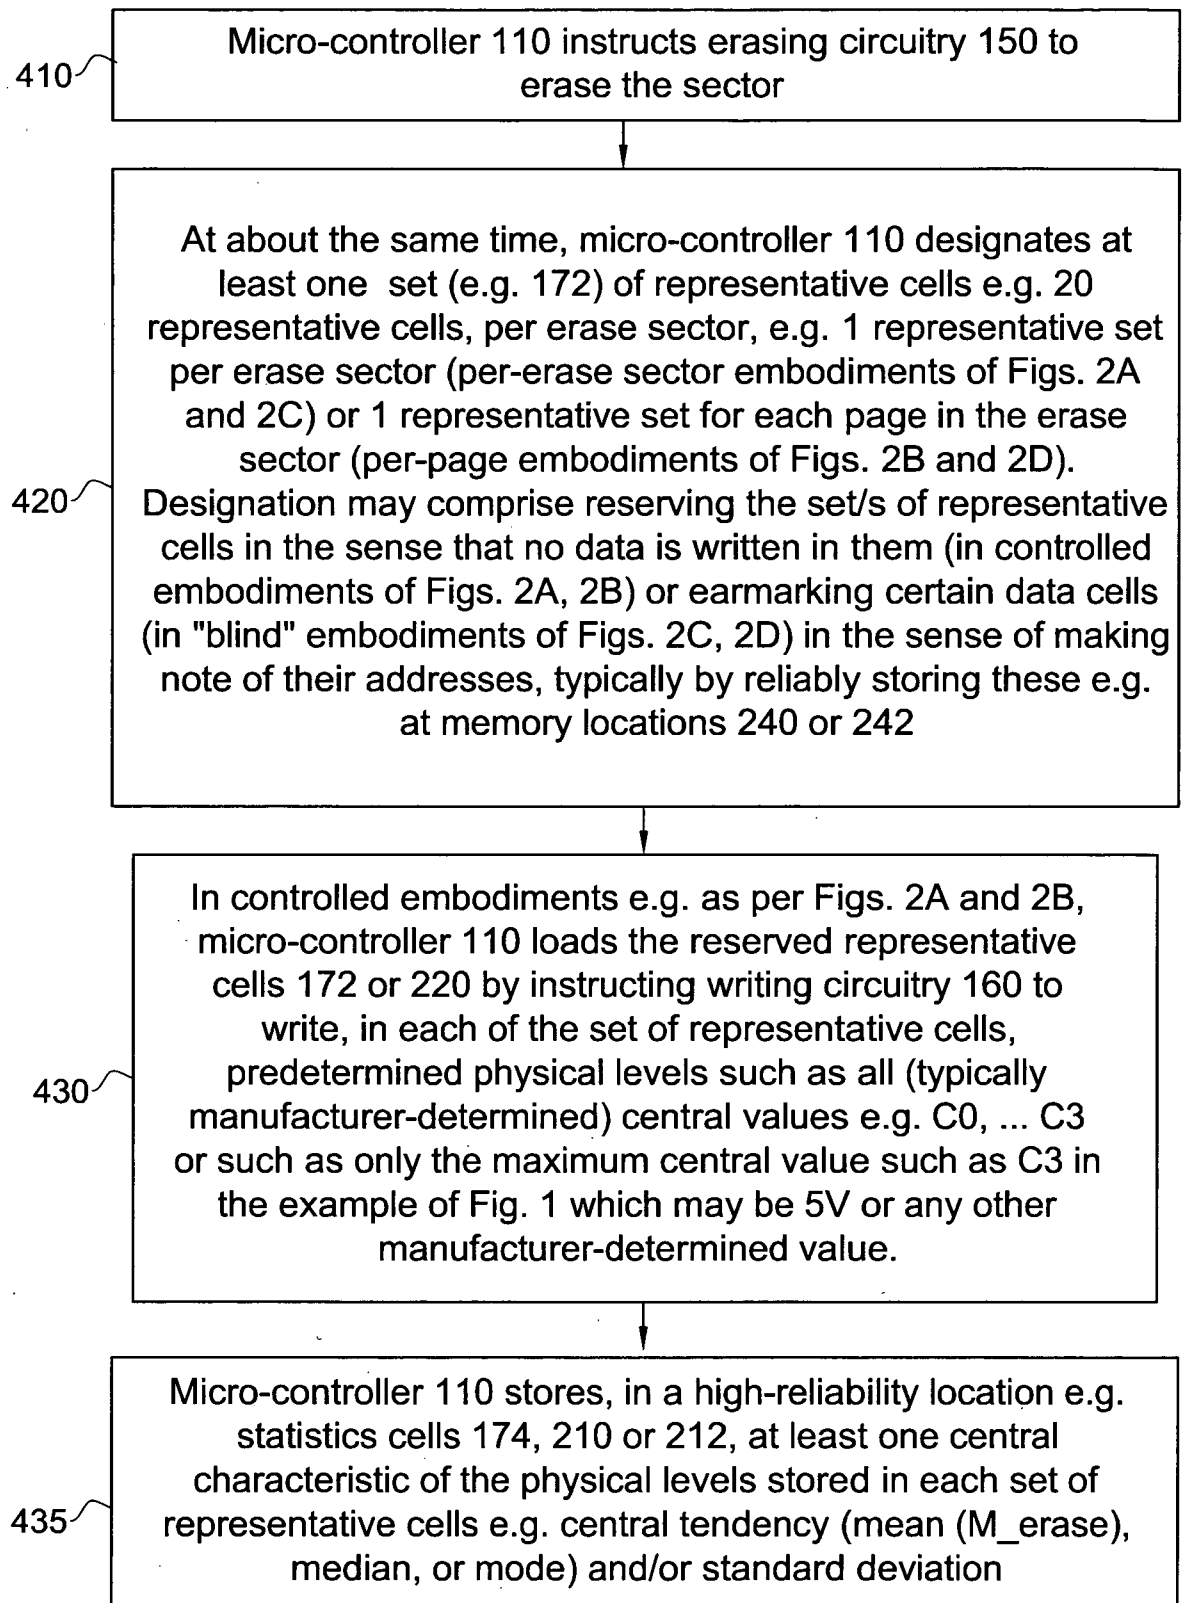 Micro-controller 110 instructs erasing circuitry 150 to
erase the sector
410
At about the same time, micro-controller 110 designates at
least one set (e.g. 172) of representative cells e.g. 20
representative cells, per erase sector, e.g. 1 representative set
per erase sector (per-erase sector embodiments of Figs. 2A
and 2C) or 1 representative set for each page in the erase
sector (per-page embodiments of Figs. 2B and 2D).
Designation may comprise reserving the set/s of representative
cells in the sense that no data is written in them (in controlled
embodiments of Figs. 2A, 2B) or earmarking certain data cells
(in "blind" embodiments of Figs. 2C, 2D) in the sense of making
note of their addresses, typically by reliably storing these e.g.
at memory locations 240 or 242
420
In controlled embodiments e.g. as per Figs. 2A and 2B,
micro-controller 110 loads the reserved representative
cells 172 or 220 by instructing writing circuitry 160 to
write, in each of the set of representative cells,
predetermined physical levels such as all (typically
manufacturer-determined) central values e.g. C0, ... C3
or such as only the maximum central value such as C3 in
the example of Fig. 1 which may be 5V or any other
manufacturer-determined value.
430
Micro-controller 110 stores, in a high-reliability location e.g.
statistics cells 174, 210 or 212, at least one central
characteristic of the physical levels stored in each set of
representative cells e.g. central tendency (mean (M_erase),
median, or mode) and/or standard deviation
435